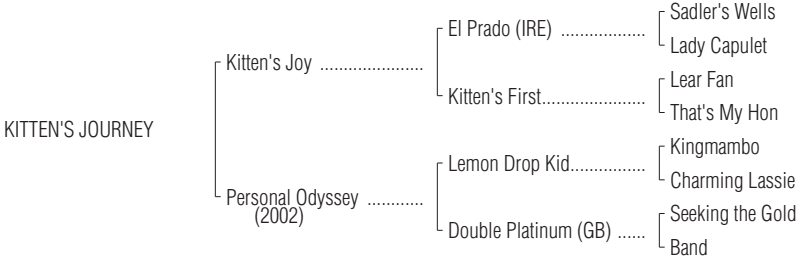 Sadler's Wells
El Prado (IRE) ...................
Lady Capulet
Kitten's Joy ......................
Lear Fan
Kitten's First......................
That's My Hon
KITTEN'S JOURNEY
Kingmambo
Lemon Drop Kid................
Charming Lassie
Personal Odyssey ............
(2002)
Seeking the Gold
Double Platinum (GB) ......
Band